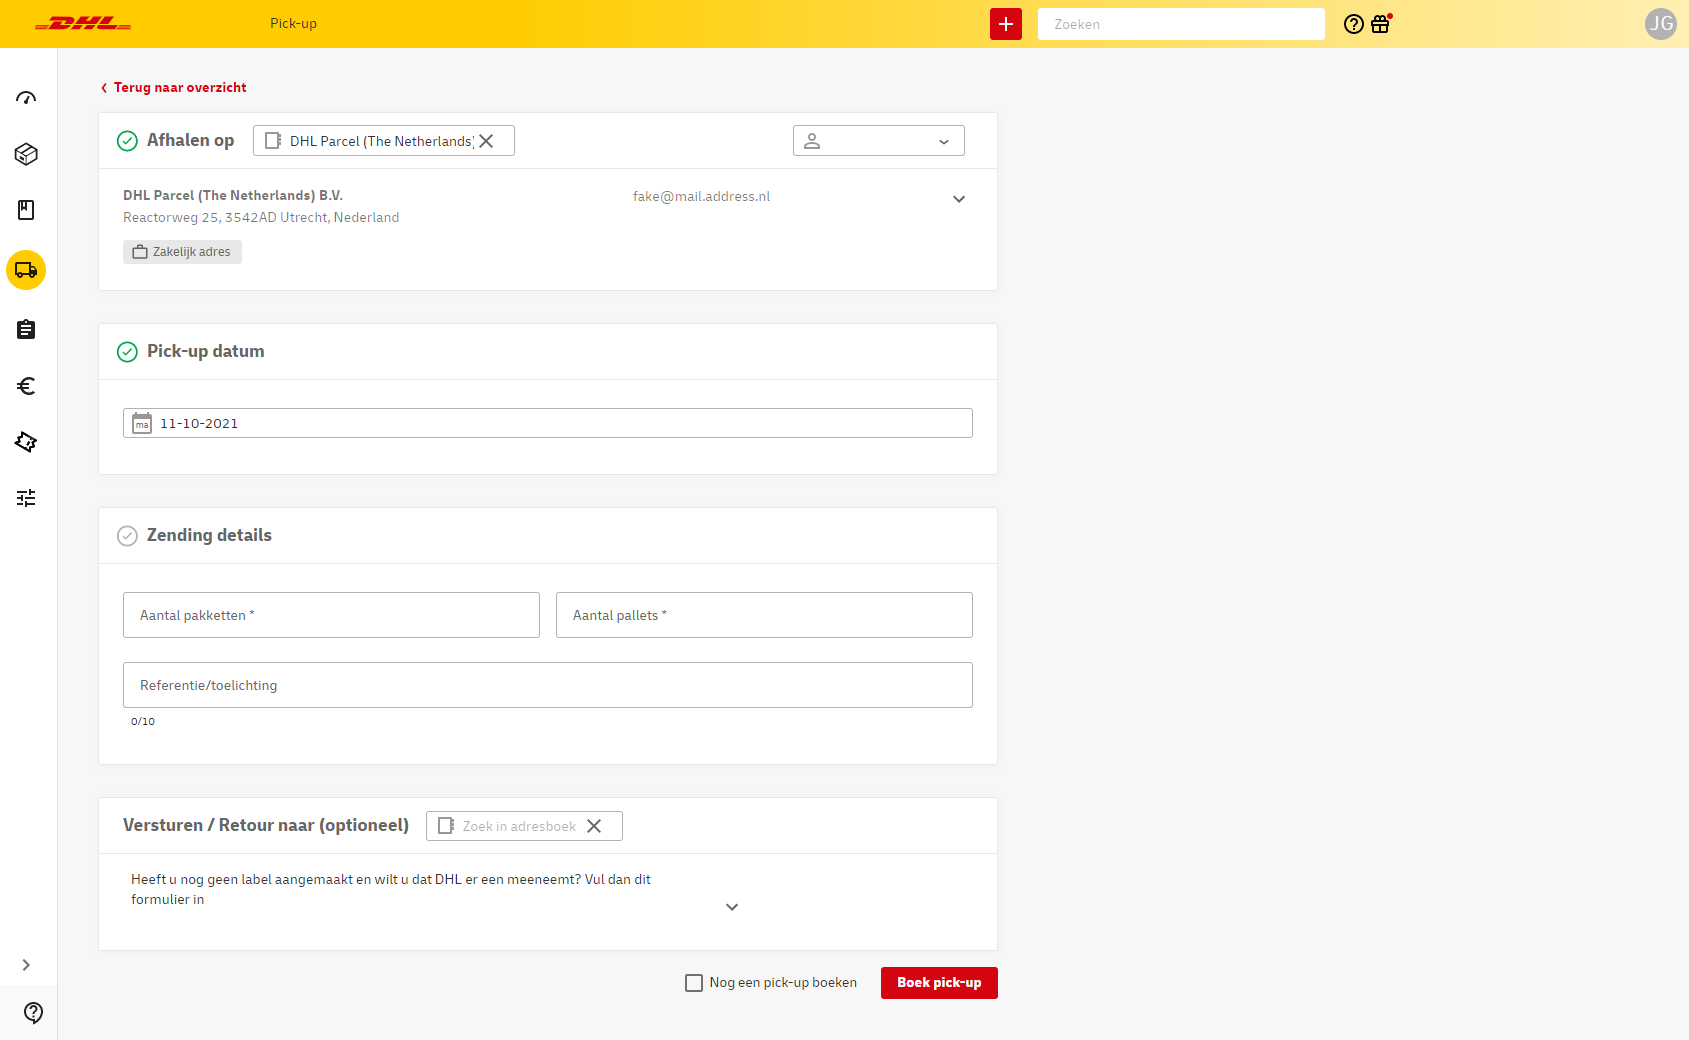 DHL
Pick-up
Zoeken
JG
Terug naar overzicht
Afhalen op
DHL Parcel (The Netherlands)
DHL Parcel (The Netherlands) B.V.
fake@mail.address.nl
Reactorweg 25, 3542AD Utrecht, Nederland
Zakelijk adres
Pick-up datum
ma
11-10-2021
Zending details
Aantal pakketten *
Aantal pallets *
Referentie/toelichting
0/10
Versturen / Retour naar (optioneel)
Zoek in adresboek
Heeft u nog geen label aangemaakt en wilt u dat DHL er een meeneemt? Vul dan dit
formulier in
Nog een pick-up boeken
Boek pick-up